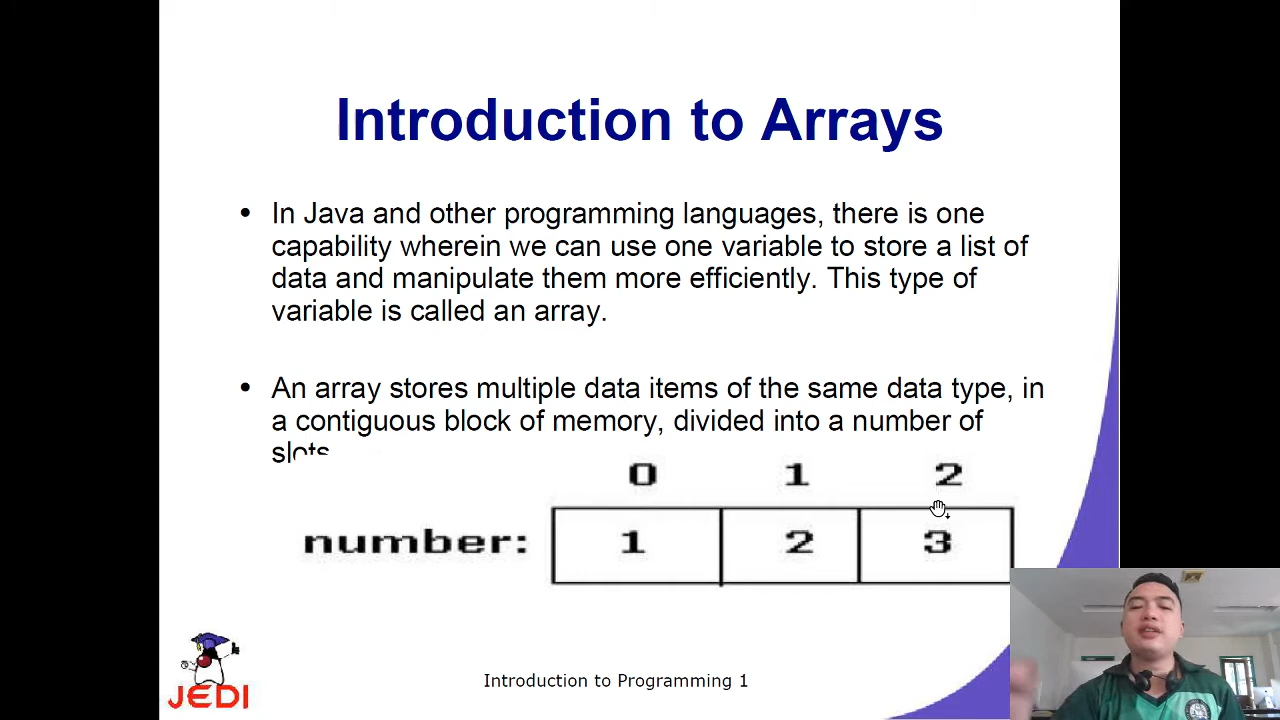 Introduction to Arrays
• In Java and other programming languages, there is one
capability wherein we can use one variable to store a list of
data and manipulate them more efficiently. This type of
variable is called an array.
• An array stores multiple data items of the same data type, in
a contiguous block of memory, divided into a number of
slots
0 1 2
number: 1 2 3
JEDI
Introduction to Programming 1